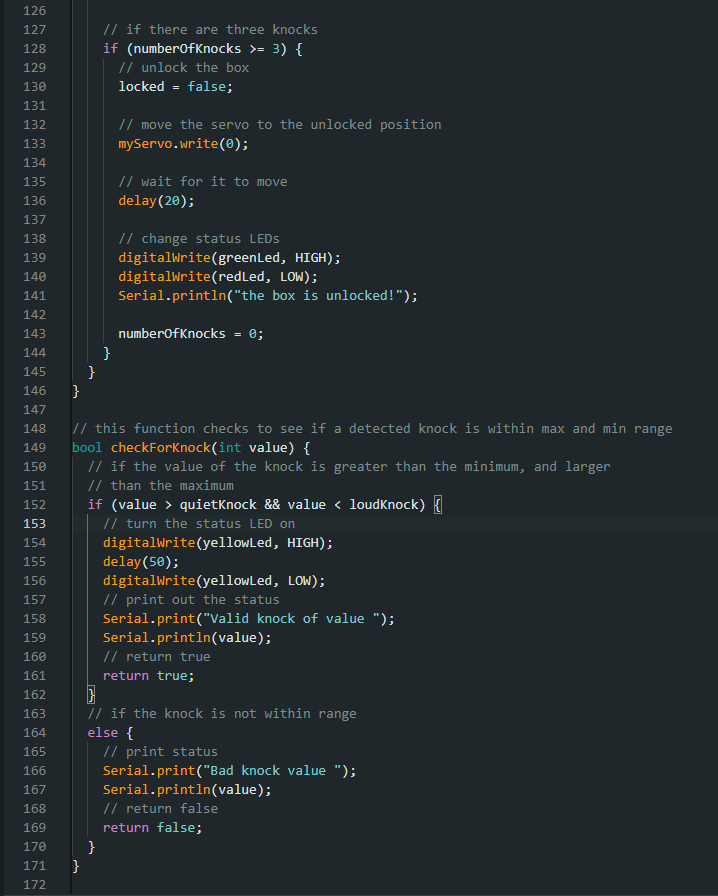 126
127 // if there are three knocks
128 if (numberOfKnocks >= 3) {
129 // unlock the box
130 locked = false;
131
132 // move the servo to the unlocked position
133 myServo.write(0);
134
135 // wait for it to move
136 delay(20);
137
138 // change status LEDs
139 digitalWrite(greenLed, HIGH);
140 digitalWrite(redLed, LOW);
141 Serial.println("the box is unlocked!");
142
143 numberOfKnocks = 0;
144 }
145 }
146 }
147
148 // this function checks to see if a detected knock is within max and min range
149 bool checkForKnock(int value) {
150 // if the value of the knock is greater than the minimum, and larger
151 // than the maximum
152 if (value > quietKnock && value < loudKnock) {
153 // turn the status LED on
154 digitalWrite(yellowLed, HIGH);
155 delay(50);
156 digitalWrite(yellowLed, LOW);
157 // print out the status
158 Serial.print("Valid knock of value ");
159 Serial.println(value);
160 // return true
161 return true;
162 }
163 // if the knock is not within range
164 else {
165 // print status
166 Serial.print("Bad knock value ");
167 Serial.println(value);
168 // return false
169 return false;
170 }
171 }
172